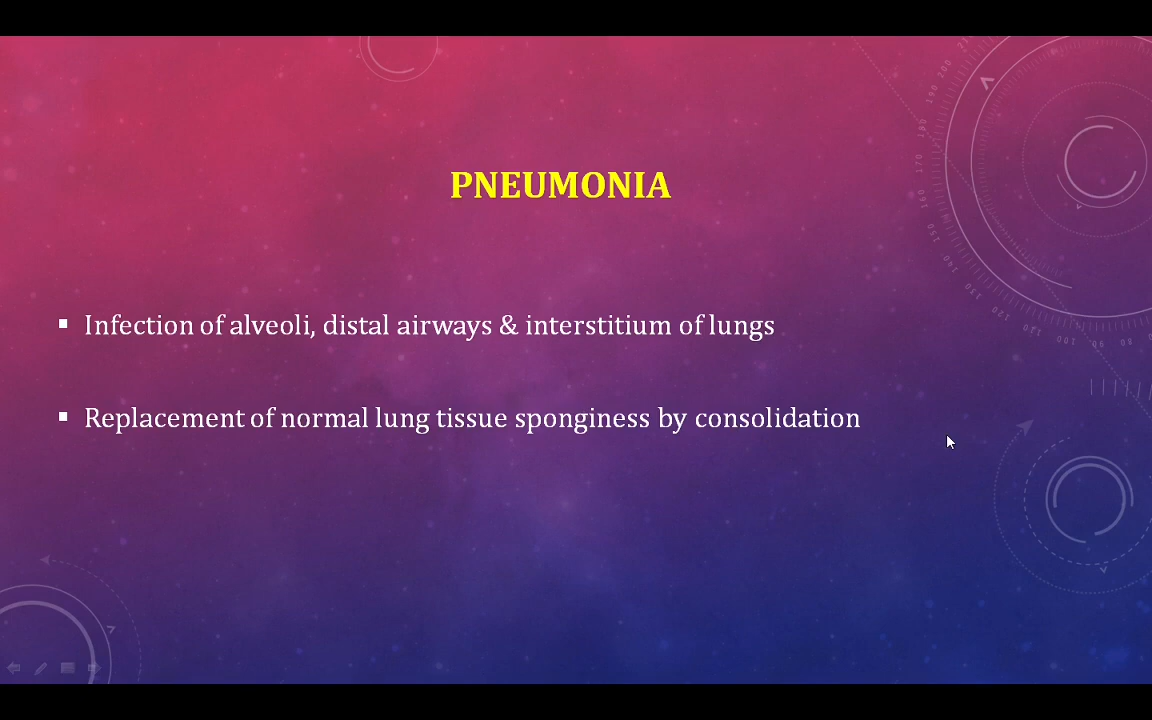 PNEUMONIA
▪ Infection of alveoli, distal airways & interstitium of lungs
▪ Replacement of normal lung tissue sponginess by consolidation